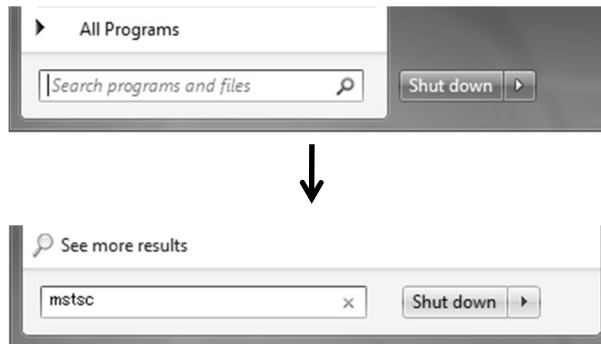 All Programs
Search programs and files
Shut down
See more results
mstsc
Shut down